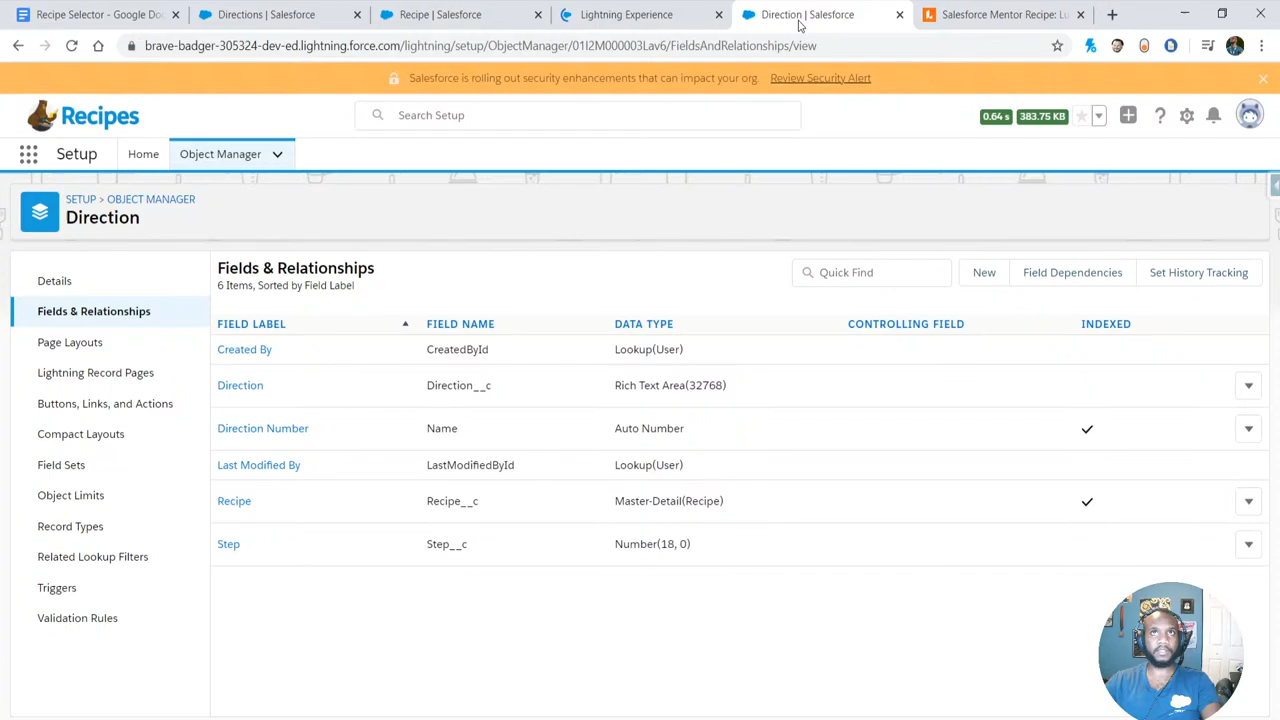 Recipe Selector - Google Doc
Directions | Salesforce
Recipe | Salesforce
Lightning Experience
Direction | Salesforce
Salesforce Mentor Recipe: Lu
brave-badger-305324-dev-ed.lightning.force.com/lightning/setup/ObjectManager/01I2M000003Lav6/FieldsAndRelationships/view
Salesforce is rolling out security enhancements that can impact your org. Review Security Alert
Recipes
Search Setup
0.64 s
383.75 KB
Setup
Home
Object Manager
SETUP > OBJECT MANAGER
Direction
Details
Fields & Relationships
Page Layouts
Lightning Record Pages
Buttons, Links, and Actions
Compact Layouts
Field Sets
Object Limits
Record Types
Related Lookup Filters
Triggers
Validation Rules
Fields & Relationships
6 Items, Sorted by Field Label
Quick Find
New
Field Dependencies
Set History Tracking
FIELD LABEL FIELD NAME DATA TYPE CONTROLLING FIELD INDEXED
Created By CreatedById Lookup(User)
Direction Direction__c Rich Text Area(32768)
Direction Number Name Auto Number
Last Modified By LastModifiedById Lookup(User)
Recipe Recipe__c Master-Detail(Recipe)
Step Step__c Number(18, 0)